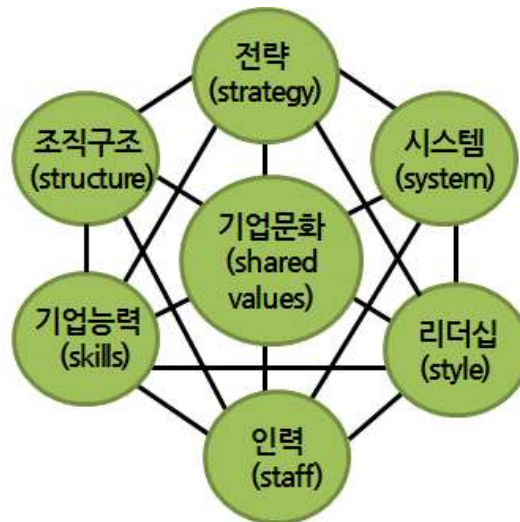 전략
(strategy)
조직구조
(structure)
시스템
(system)
기업문화
(shared
values)
기업능력
(skills)
리더십
(style)
인력
(staff)